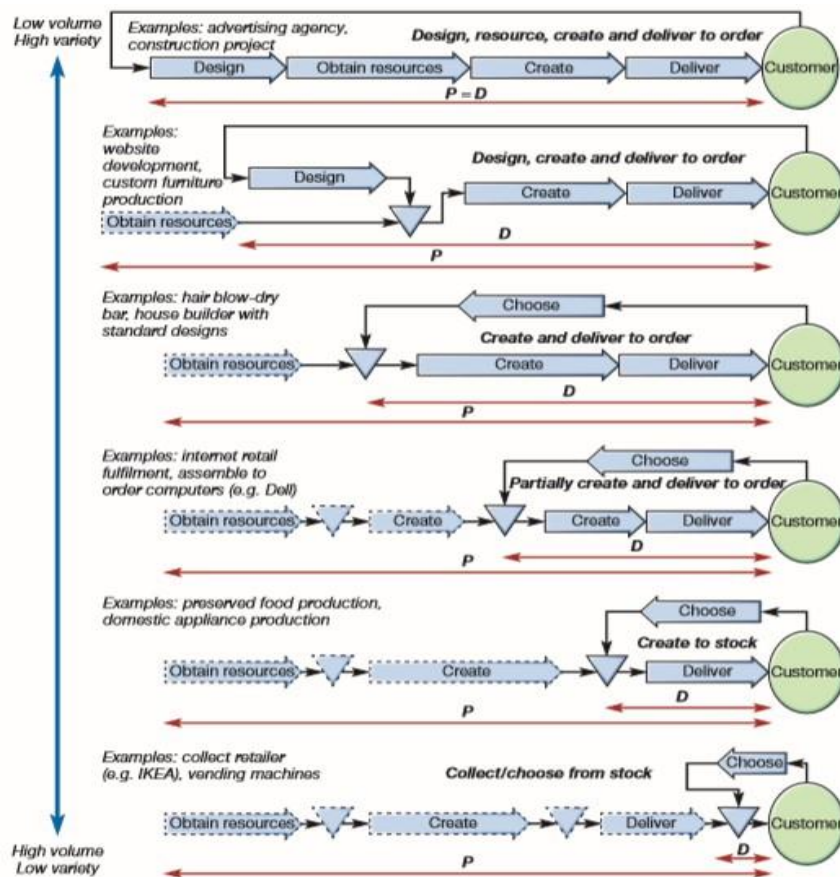 Low volume
High variety
Examples: advertising agency,
construction project
Design, resource, create and deliver to order
Design
Obtain resources
Create
Deliver
Customer
P = D
Examples:
website
development,
custom furniture
production
Design, create and deliver to order
Design
Obtain resources
Create
Deliver
Customer
D
P
Examples: hair blow-dry
bar, house builder with
standard designs
Choose
Create and deliver to order
Obtain resources
Create
Deliver
Customer
D
P
Examples: internet retail
fulfilment, assemble to
order computers (e.g. Dell)
Choose
Partially create and deliver to order
Obtain resources
Create
Create
Deliver
Customer
D
P
Examples: preserved food production,
domestic appliance production
Choose
Create to stock
Obtain resources
Create
Deliver
Customer
D
P
Examples: collect retailer
(e.g. IKEA), vending machines
Collect/choose from stock
Choose
Obtain resources
Create
Deliver
Customer
D
P
High volume
Low variety